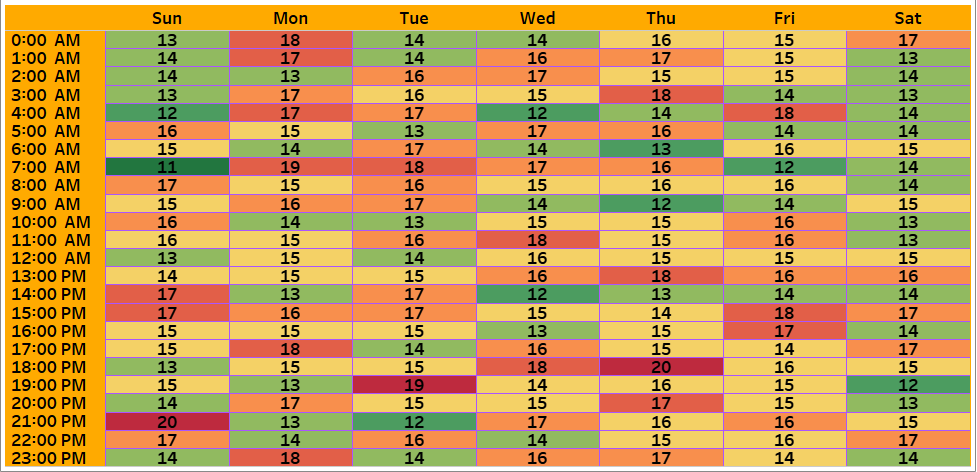 Sun Mon Tue Wed Thu Fri Sat
0:00 AM 13 18 14 14 16 15 17
1:00 AM 14 17 14 16 17 15 13
2:00 AM 14 13 16 17 15 15 14
3:00 AM 13 17 16 15 18 14 13
4:00 AM 12 17 17 12 14 18 14
5:00 AM 16 15 13 17 16 14 14
6:00 AM 15 14 17 14 13 16 15
7:00 AM 11 19 18 17 16 12 14
8:00 AM 17 15 16 15 16 16 14
9:00 AM 15 16 17 14 12 14 15
10:00 AM 16 14 13 15 15 16 13
11:00 AM 16 15 16 18 15 16 13
12:00 AM 13 15 14 16 15 15 15
13:00 PM 14 15 15 16 18 16 16
14:00 PM 17 13 17 12 13 14 14
15:00 PM 17 16 17 15 14 18 17
16:00 PM 15 15 15 13 15 17 14
17:00 PM 15 18 14 16 15 14 17
18:00 PM 13 15 15 18 20 16 15
19:00 PM 15 13 19 14 16 15 12
20:00 PM 14 17 15 15 17 15 13
21:00 PM 20 13 12 17 16 16 15
22:00 PM 17 14 16 14 15 16 17
23:00 PM 14 18 14 16 17 14 14